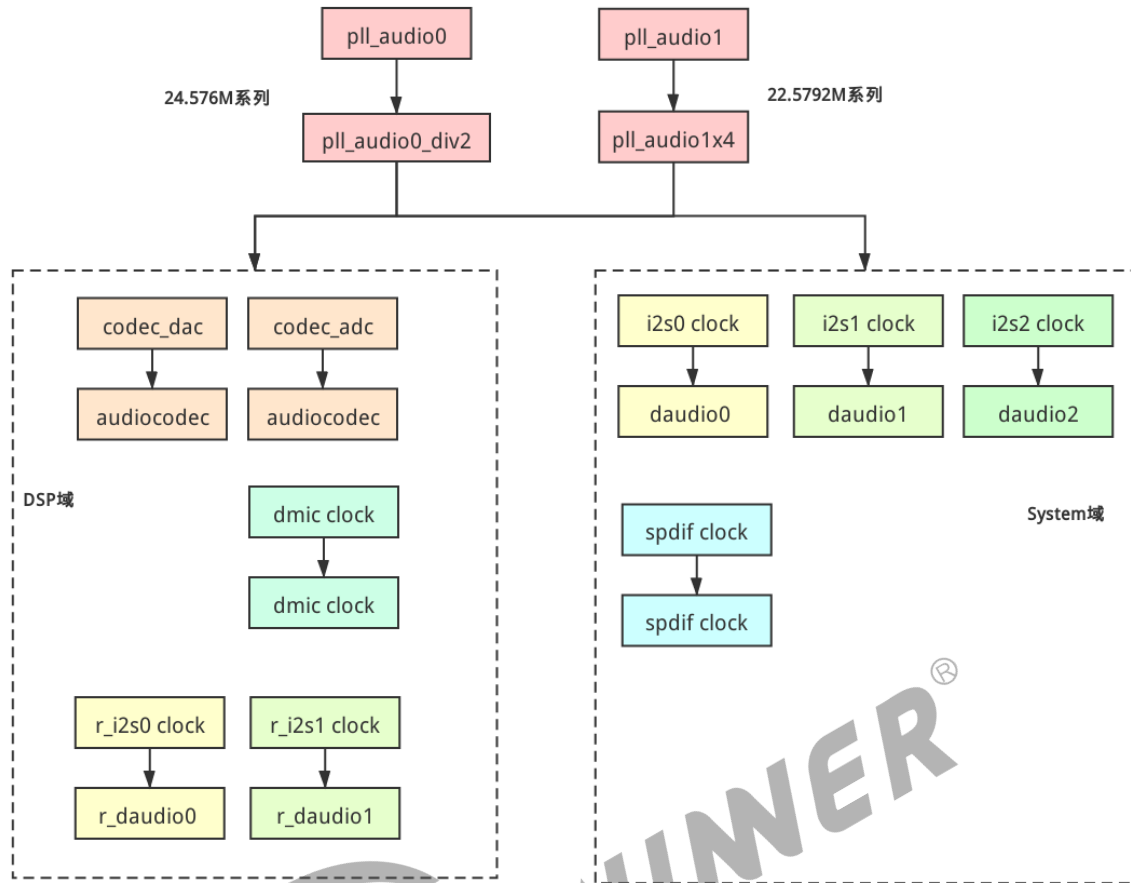 pll_audio0
pll_audio1
24.576M系列
22.5792M系列
pll_audio0_div2
pll_audio1x4
codec_dac
codec_adc
i2s0 clock
i2s1 clock
i2s2 clock
audiocodec
audiocodec
daudio0
daudio1
daudio2
DSP域
dmic clock
System域
spdif clock
dmic clock
spdif clock
r_i2s0 clock
r_i2s1 clock
r_daudio0
r_daudio1
®